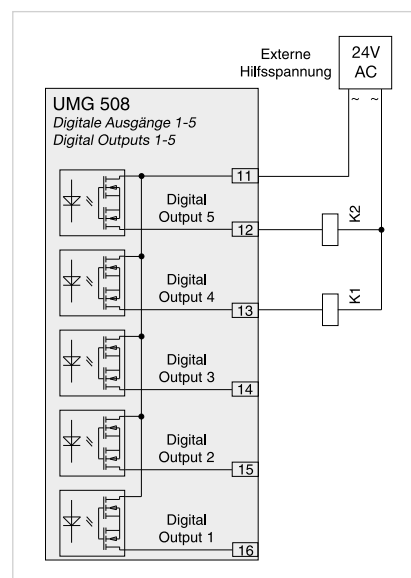 Externe
Hilfsspannung
24V
AC
~ ~
UMG 508
Digitale Ausgänge 1-5
Digital Outputs 1-5
11
Digital
Output 5
12
K2
Digital
Output 4
13
K1
Digital
Output 3
14
Digital
Output 2
15
Digital
Output 1
16